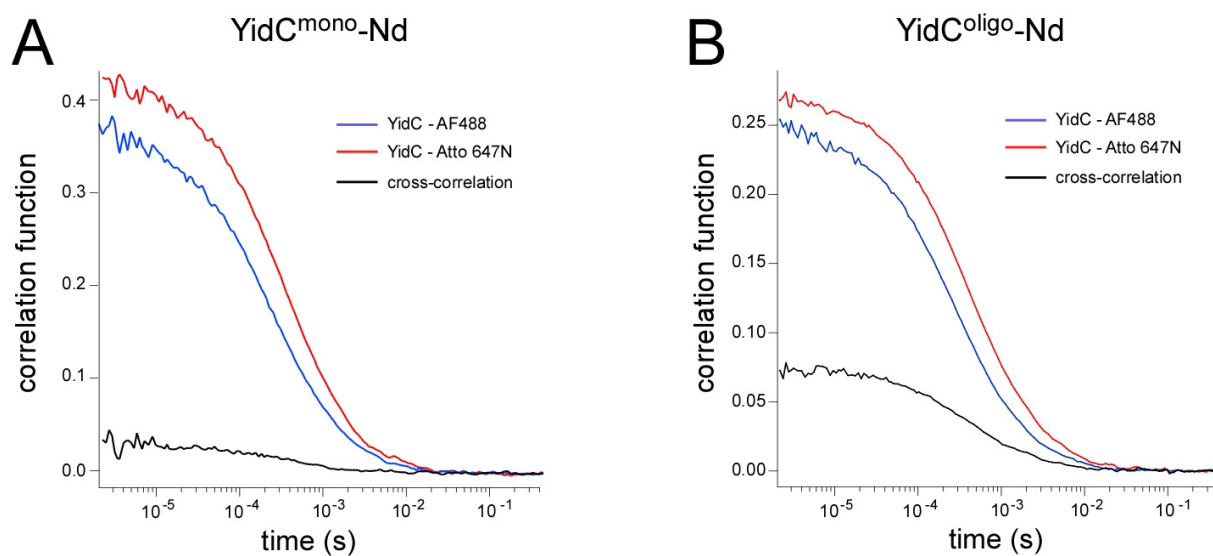 A
YidCmono-Nd
correlation function
0.4
0.3
0.2
0.1
0.0
YidC - AF488
YidC - Atto 647N
cross-correlation
10-5
10-4
10-3
10-2
10-1
time (s)
B
YidColigo-Nd
correlation function
0.25
0.20
0.15
0.10
0.05
0.00
YidC - AF488
YidC - Atto 647N
cross-correlation
10-5
10-4
10-3
10-2
10-1
time (s)